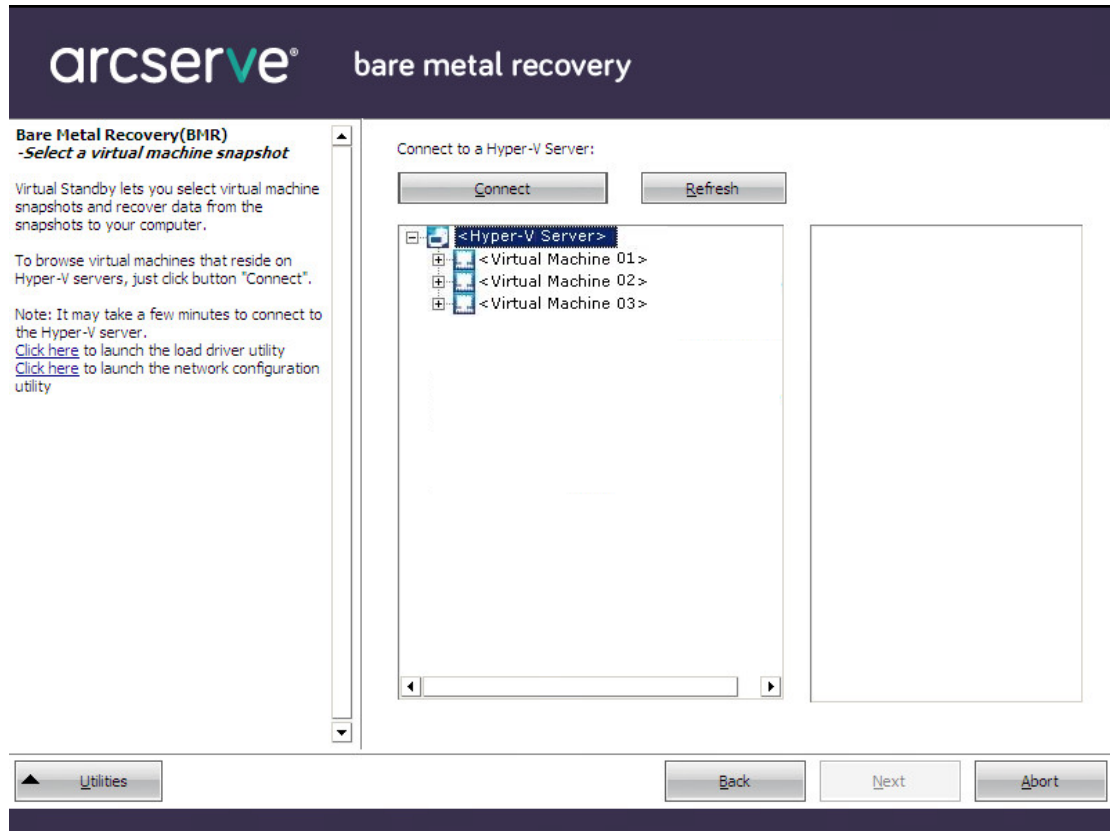 arcserve® bare metal recovery
Bare Metal Recovery(BMR)
-Select a virtual machine snapshot
Virtual Standby lets you select virtual machine
snapshots and recover data from the
snapshots to your computer.
To browse virtual machines that reside on
Hyper-V servers, just click button "Connect".
Note: It may take a few minutes to connect to
the Hyper-V server.
Click here to launch the load driver utility
Click here to launch the network configuration
utility
Connect to a Hyper-V Server:
Connect Refresh
<Hyper-V Server>
<Virtual Machine 01>
<Virtual Machine 02>
<Virtual Machine 03>
Utilities Back Next Abort